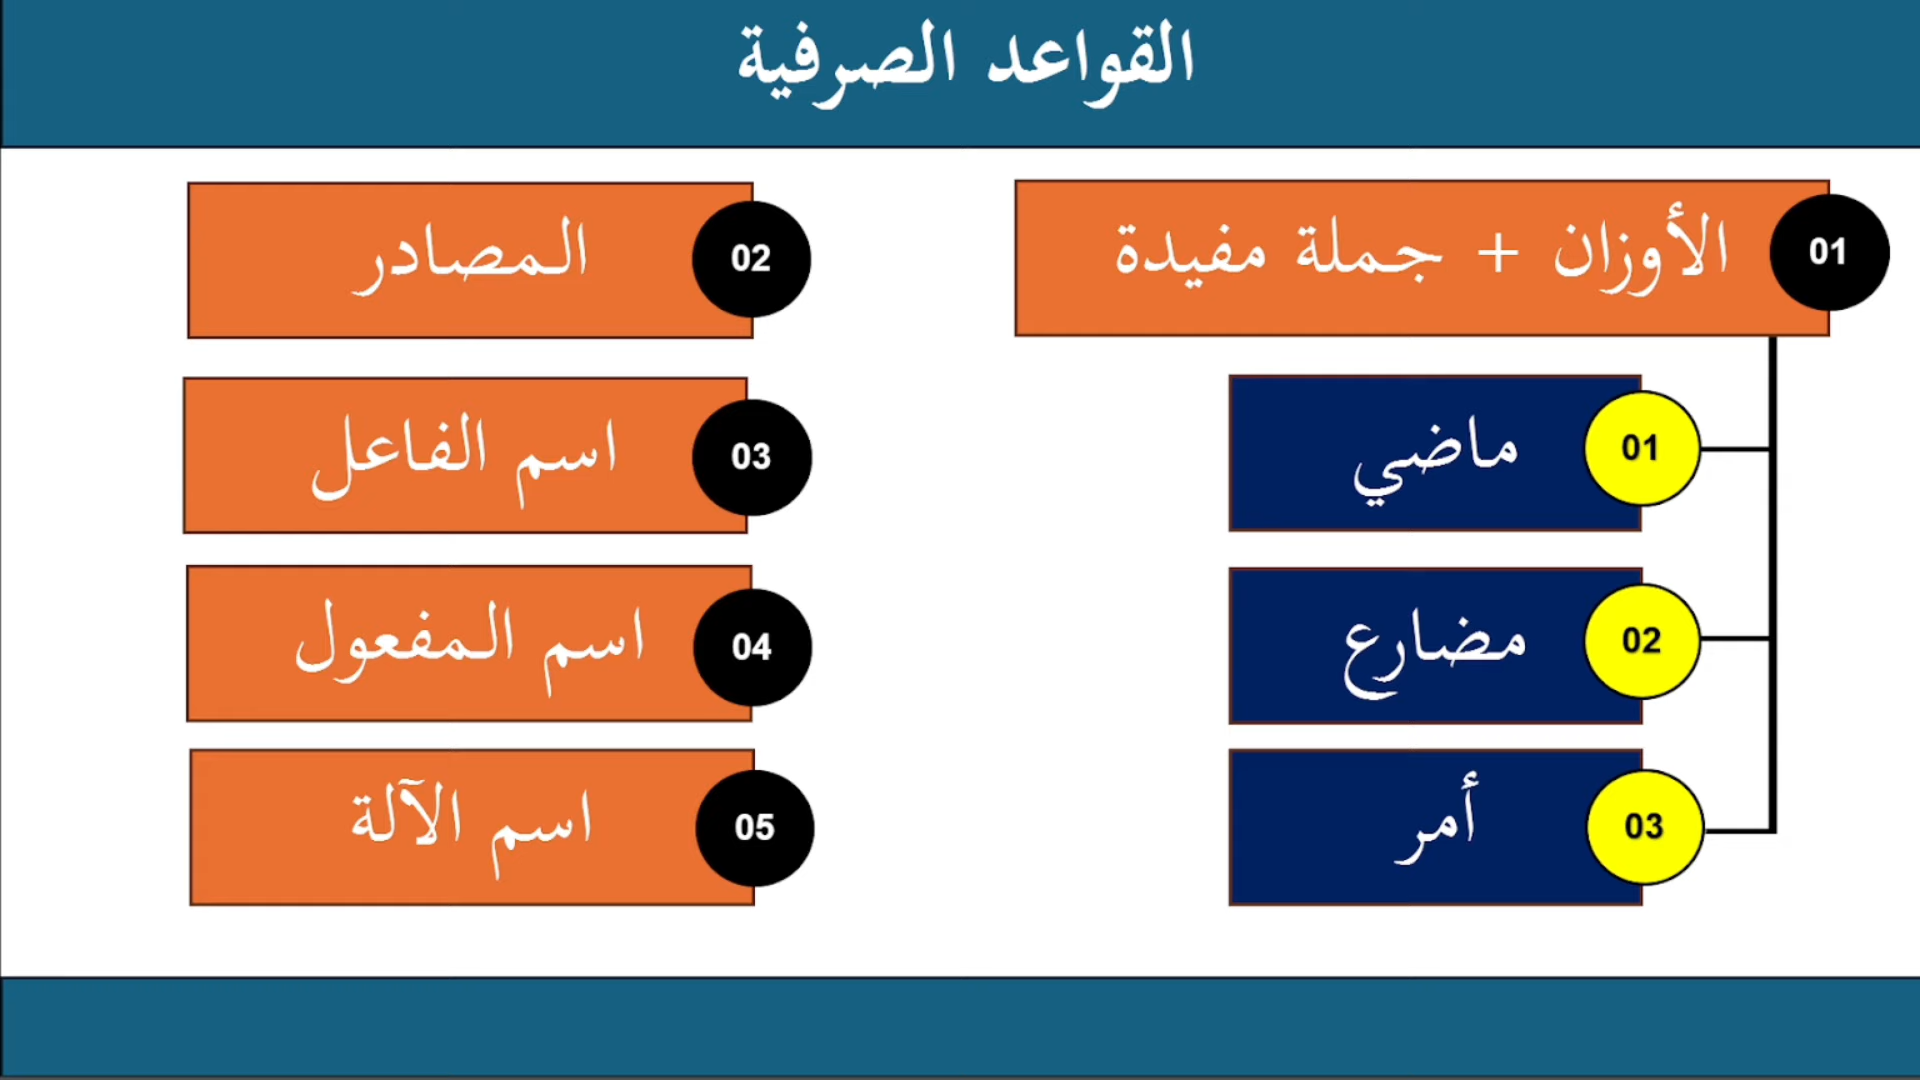 القواعد الصرفية
01
الأوزان + جملة مفيدة
01
ماضي
02
مضارع
03
أمر
02
المصادر
03
اسم الفاعل
04
اسم المفعول
05
اسم الآلة